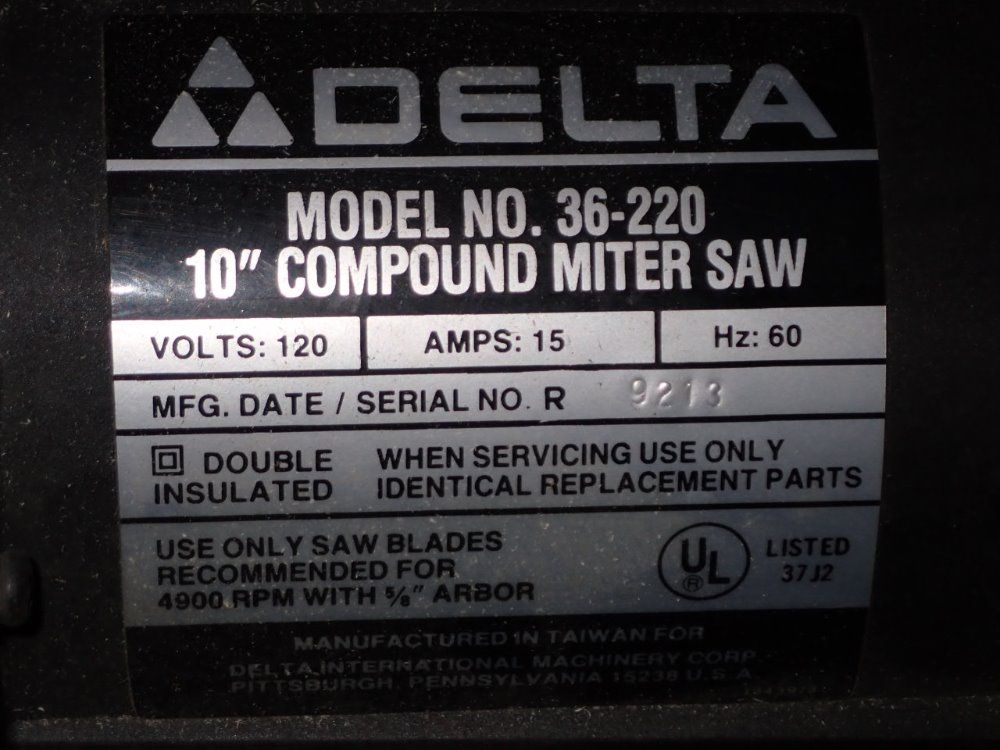 DELTA
MODEL NO. 36-220
10" COMPOUND MITER SAW
VOLTS: 120 AMPS: 15 Hz: 60
MFG. DATE / SERIAL NO. R 9213
DOUBLE INSULATED
WHEN SERVICING USE ONLY
IDENTICAL REPLACEMENT PARTS
USE ONLY SAW BLADES
RECOMMENDED FOR
4900 RPM WITH 5/8" ARBOR
UL ®
LISTED
37J2
MANUFACTURED IN TAIWAN FOR
DELTA INTERNATIONAL MACHINERY CORP
PITTSBURGH, PENNSYLVANIA 15238 U.S.A.